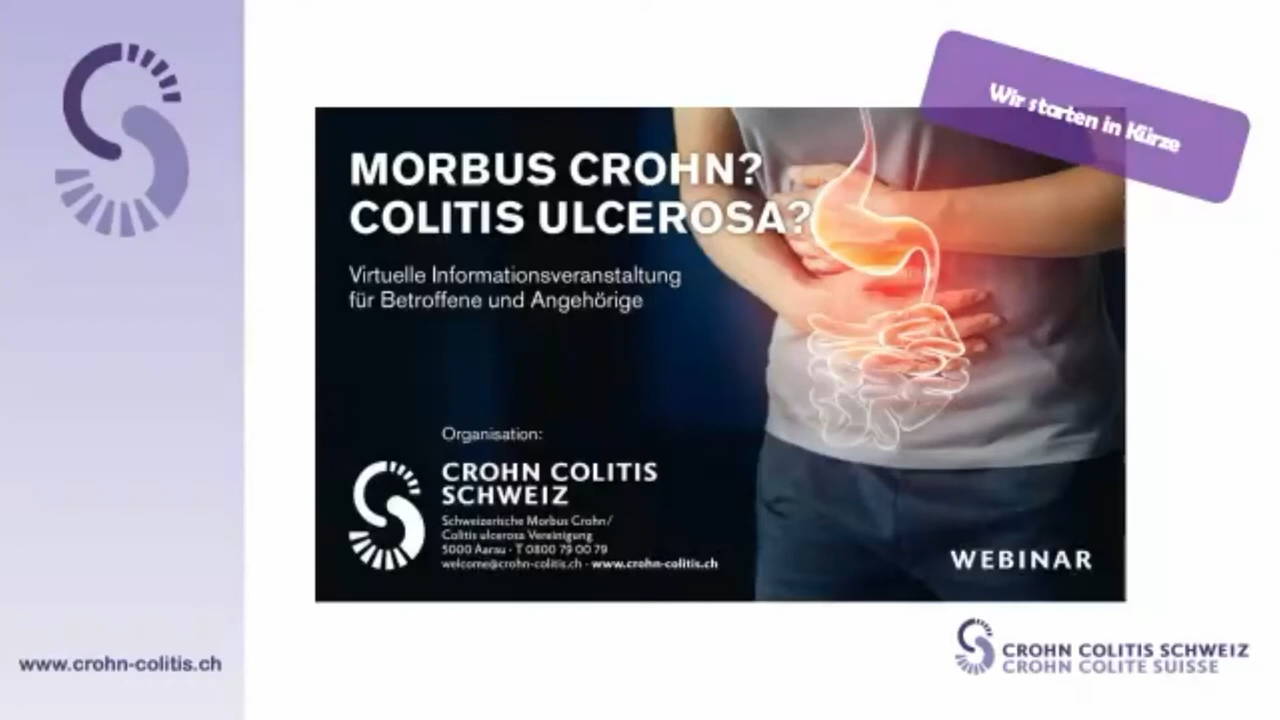 Wir starten in Kürze
MORBUS CROHN?
COLITIS ULCEROSA?
Virtuelle Informationsveranstaltung
für Betroffene und Angehörige
Organisation:
CROHN COLITIS
SCHWEIZ
Schweizerische Morbus Crohn/
Colitis ulcerosa Vereinigung
5000 Aarau · T 0800 79 00 79
welcome@crohn-colitis.ch · www.crohn-colitis.ch
WEBINAR
www.crohn-colitis.ch
CROHN COLITIS SCHWEIZ
CROHN COLITE SUISSE